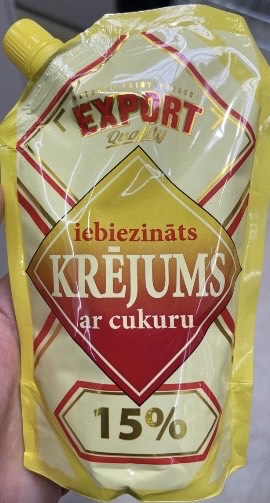 EXPORT
Quality
iebiezināts
KRĒJUMS
ar cukuru
15%